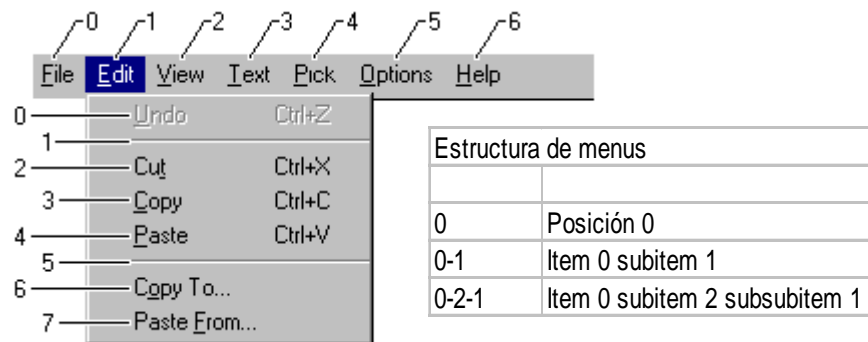 0 1 2 3 4 5 6
File Edit View Text Pick Options Help
0 Undo Ctrl+Z
1
2 Cut Ctrl+X
3 Copy Ctrl+C
4 Paste Ctrl+V
5
6 Copy To...
7 Paste From...
Estructura de menus
0 Posición 0
0-1 Item 0 subitem 1
0-2-1 Item 0 subitem 2 subsubitem 1